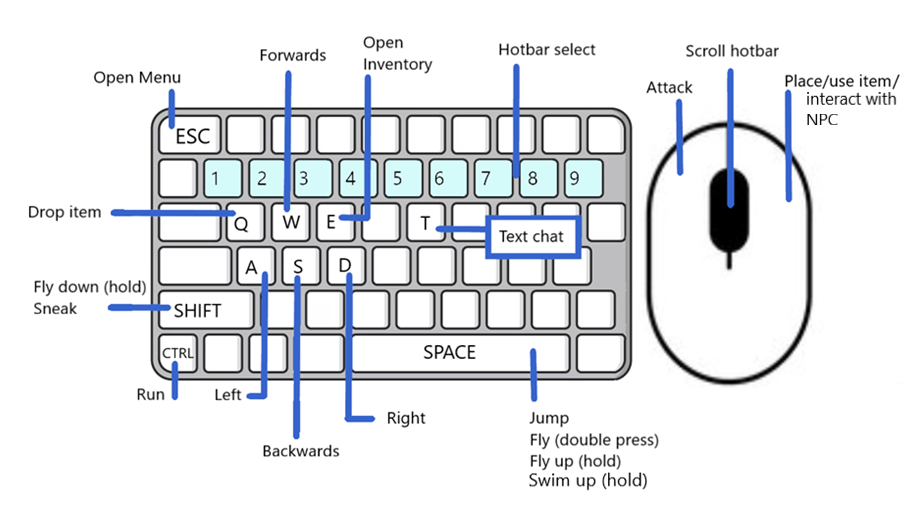 Open
Inventory
Forwards
Hotbar select
Scroll hotbar
Open Menu
Attack
Place/use item/
interact with
NPC
ESC
1 2 3 4 5 6 7 8 9
Drop item
Q W E T
Text chat
A S D
Fly down (hold)
Sneak
SHIFT
CTRL
SPACE
Run
Left
Right
Backwards
Jump
Fly (double press)
Fly up (hold)
Swim up (hold)